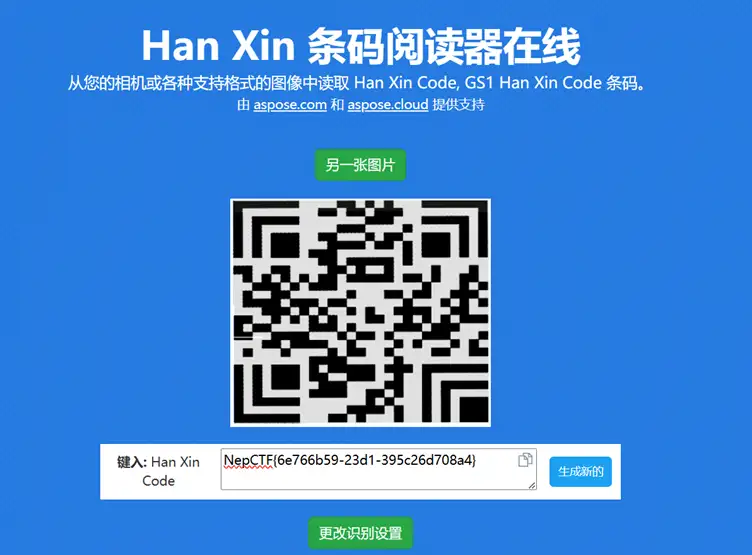 Han Xin 条码阅读器在线
从您的相机或各种支持格式的图像中读取 Han Xin Code, GS1 Han Xin Code 条码。
由 aspose.com 和 aspose.cloud 提供支持
另一张图片
键入: Han Xin
Code
NepCTF{6e766b59-23d1-395c26d708a4}
生成新的
更改识别设置